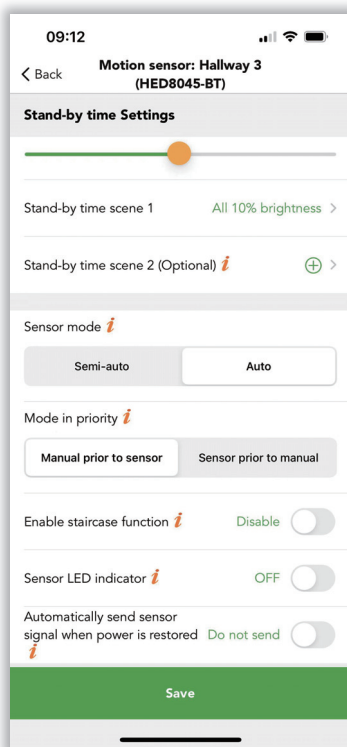 09:12
Back
Motion sensor: Hallway 3
(HED8045-BT)
Stand-by time Settings
Stand-by time scene 1 All 10% brightness
Stand-by time scene 2 (Optional) i
Sensor mode i
Semi-auto Auto
Mode in priority i
Manual prior to sensor Sensor prior to manual
Enable staircase function i Disable
Sensor LED indicator i OFF
Automatically send sensor
signal when power is restored Do not send
i
Save